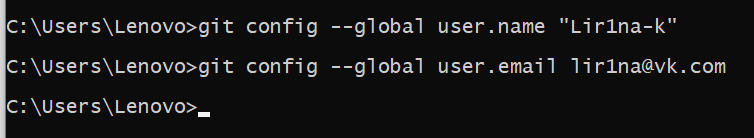 C:\Users\Lenovo>git config --global user.name "Lir1na-k"
C:\Users\Lenovo>git config --global user.email lir1na@vk.com
C:\Users\Lenovo>